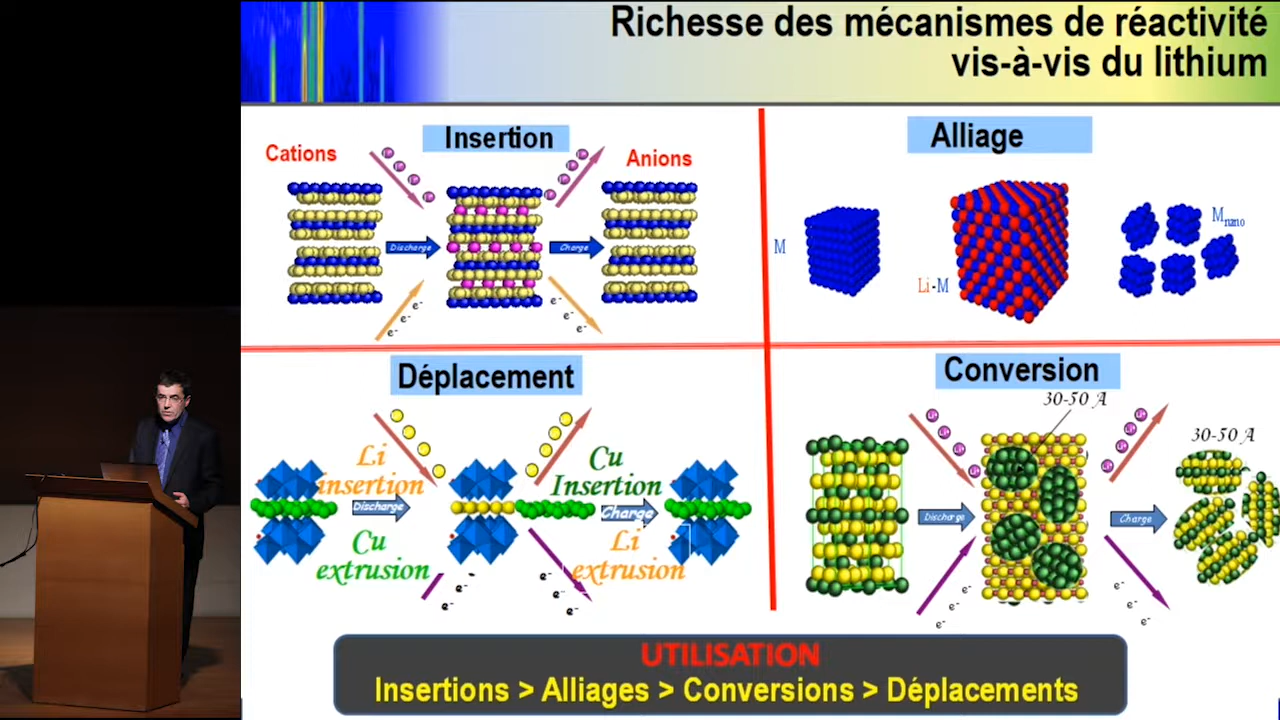 Richesse des mécanismes de réactivité
vis-à-vis du lithium
Insertion
Cations
Anions
Discharge
Charge
e-
e-
e-
e-
Alliage
M
Li-M
Mnano
Déplacement
Li
insertion
Discharge
Cu
extrusion
Cu
Insertion
Charge
Li
extrusion
e-
e-
e-
e-
e-
Conversion
30-50 A
30-50 A
Discharge
Charge
e-
e-
e-
e-
e-
e-
UTILISATION
Insertions > Alliages > Conversions > Déplacements